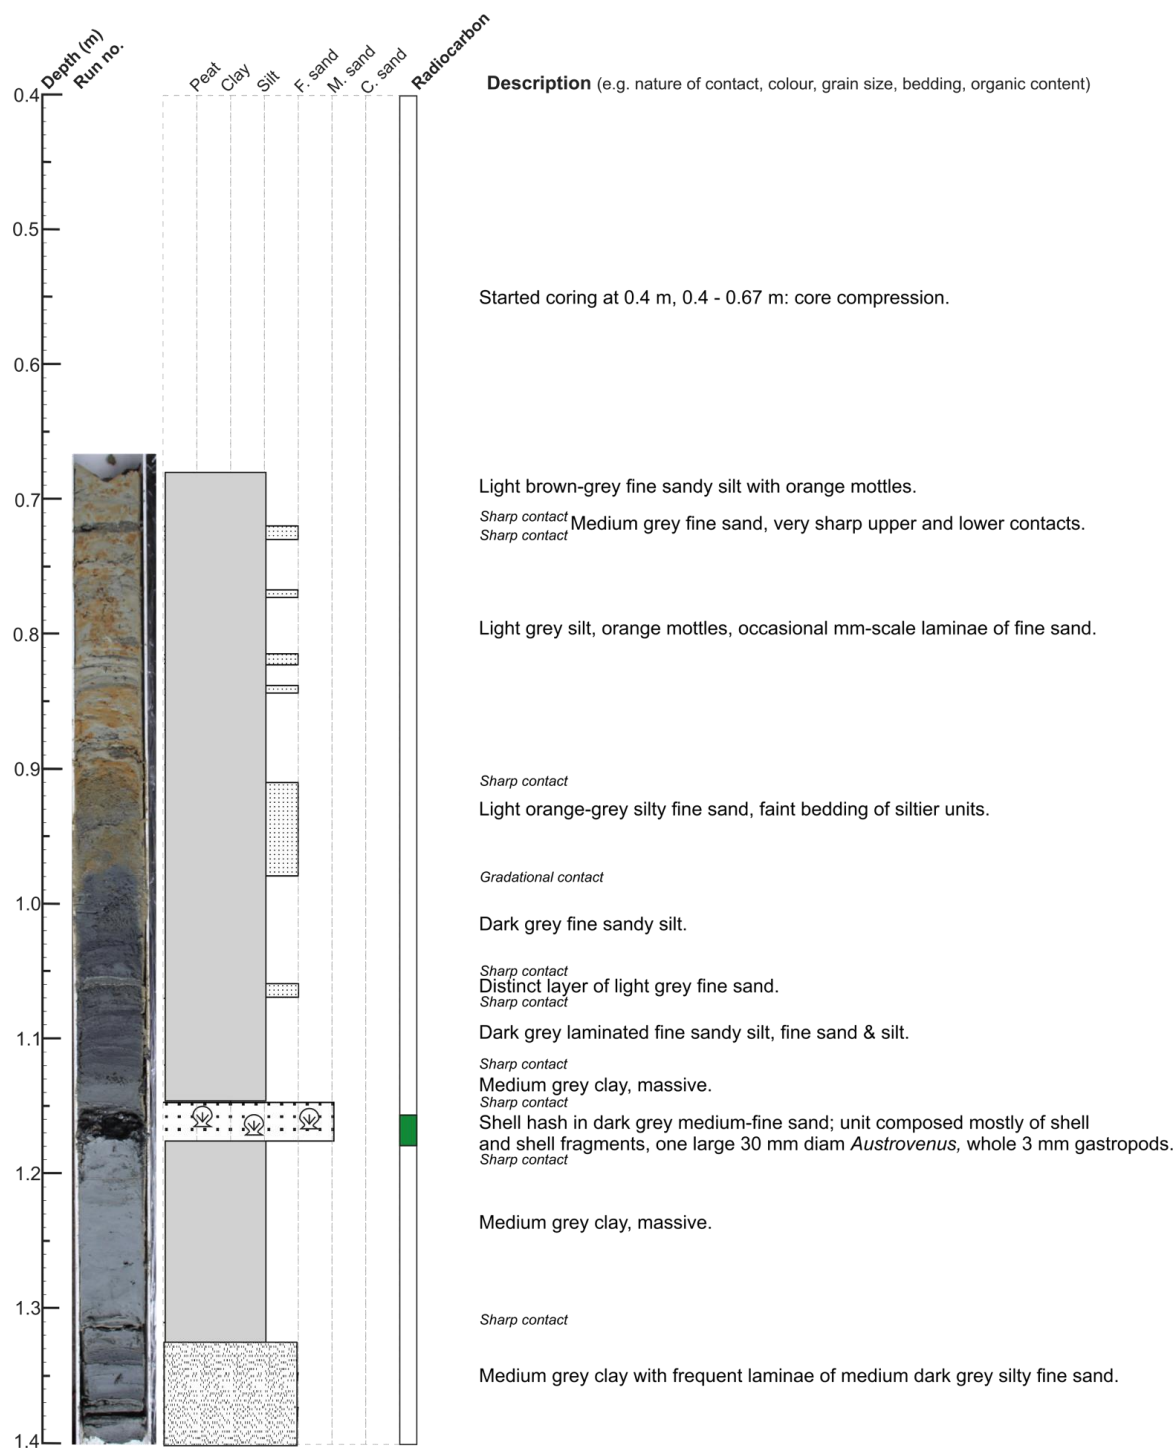 Depth (m)
Run no.
Peat
Clay
Silt
F. sand
M. sand
C. sand
Radiocarbon
Description (e.g. nature of contact, colour, grain size, bedding, organic content)
0.4
0.5
Started coring at 0.4 m, 0.4 - 0.67 m: core compression.
0.6
Light brown-grey fine sandy silt with orange mottles.
0.7
Sharp contact
Medium grey fine sand, very sharp upper and lower contacts.
Sharp contact
Light grey silt, orange mottles, occasional mm-scale laminae of fine sand.
0.8
0.9
Sharp contact
Light orange-grey silty fine sand, faint bedding of siltier units.
Gradational contact
1.0
Dark grey fine sandy silt.
Sharp contact
Distinct layer of light grey fine sand.
Sharp contact
Dark grey laminated fine sandy silt, fine sand & silt.
1.1
Sharp contact
Medium grey clay, massive.
Sharp contact
Shell hash in dark grey medium-fine sand; unit composed mostly of shell
and shell fragments, one large 30 mm diam Austrovenus, whole 3 mm gastropods.
Sharp contact
1.2
Medium grey clay, massive.
1.3
Sharp contact
Medium grey clay with frequent laminae of medium dark grey silty fine sand.
1.4